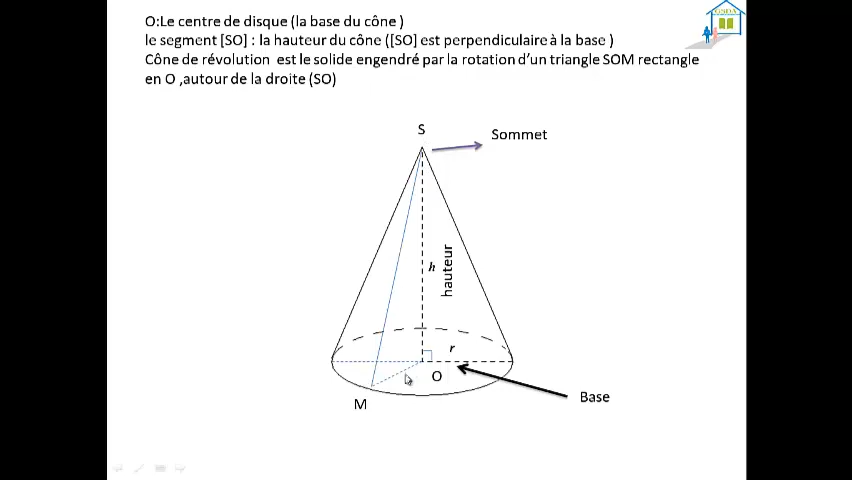 O:Le centre de disque (la base du cône )
le segment [SO] : la hauteur du cône ([SO] est perpendiculaire à la base )
Cône de révolution est le solide engendré par la rotation d’un triangle SOM rectangle
en O ,autour de la droite (SO)
GSDA
S
Sommet
h
hauteur
r
O
M
Base